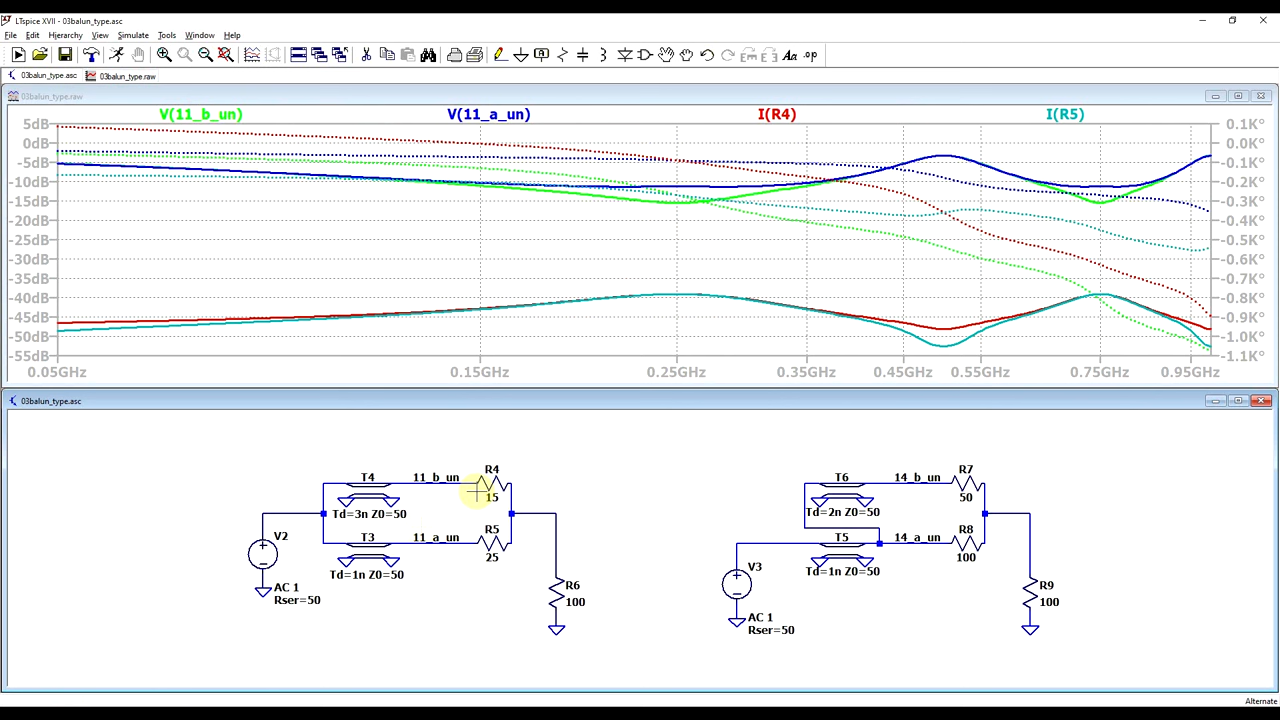 LTspice XVII - 03balun_type.asc
File Edit Hierarchy View Simulate Tools Window Help
03balun_type.asc 03balun_type.raw
03balun_type.raw
V(11_b_un) V(11_a_un) I(R4) I(R5)
5dB 0.1K°
0dB 0.0K°
-5dB -0.1K°
-10dB -0.2K°
-15dB -0.3K°
-20dB -0.4K°
-25dB -0.5K°
-30dB -0.6K°
-35dB -0.7K°
-40dB -0.8K°
-45dB -0.9K°
-50dB -1.0K°
-55dB -1.1K°
0.05GHz 0.15GHz 0.25GHz 0.35GHz 0.45GHz 0.55GHz 0.75GHz 0.95GHz
03balun_type.asc
T4 11_b_un R4
15
Td=3n Z0=50
T3 11_a_un R5
25
Td=1n Z0=50
V2
AC 1
Rser=50
R6
100
T6 14_b_un R7
50
Td=2n Z0=50
T5 14_a_un R8
100
Td=1n Z0=50
V3
AC 1
Rser=50
R9
100
Alternate